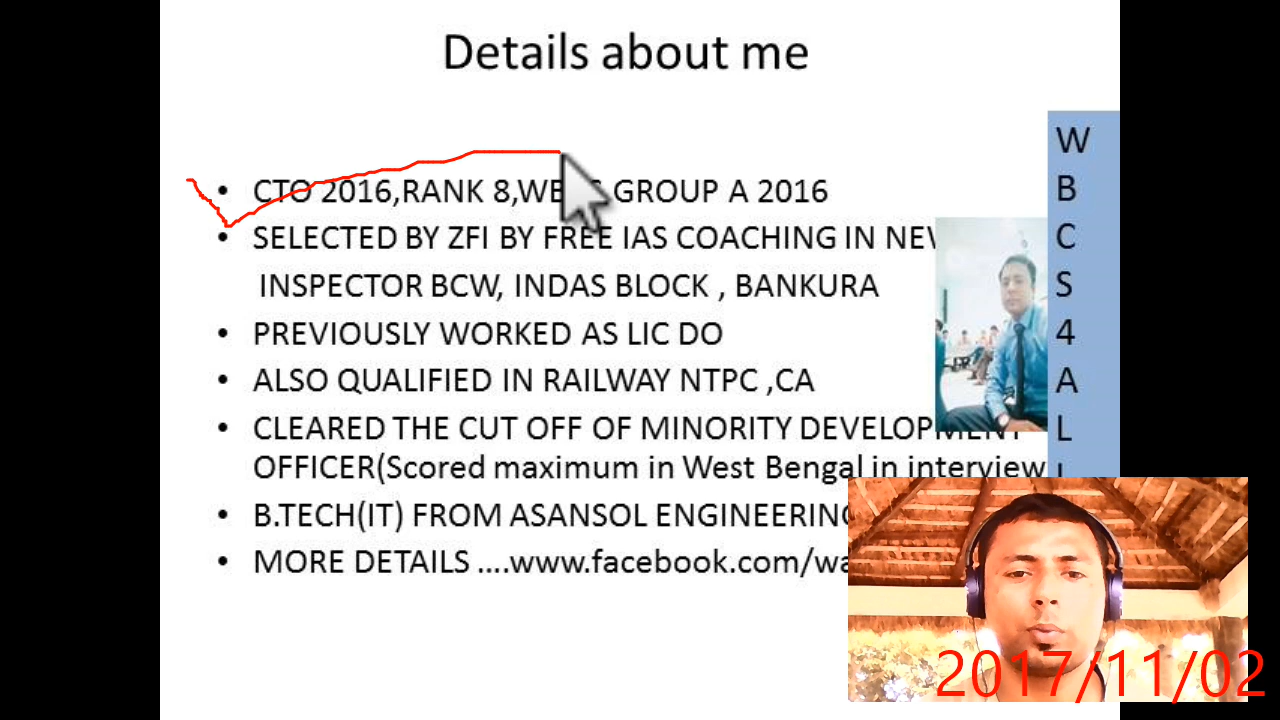 Details about me
• CTO 2016,RANK 8, GROUP A 2016
• SELECTED BY ZFI BY FREE IAS COACHING IN
INSPECTOR BCW, INDAS BLOCK , BANKURA
• PREVIOUSLY WORKED AS LIC DO
• ALSO QUALIFIED IN RAILWAY NTPC ,CA
• CLEARED THE CUT OFF OF MINORITY DEVELOPMENT
OFFICER(Scored maximum in West Bengal in interview
• B.TECH(IT) FROM ASANSOL ENGINEERING
• MORE DETAILS ....www.facebook.com/wa
W
B
C
S
4
A
L
L
2017/11/02